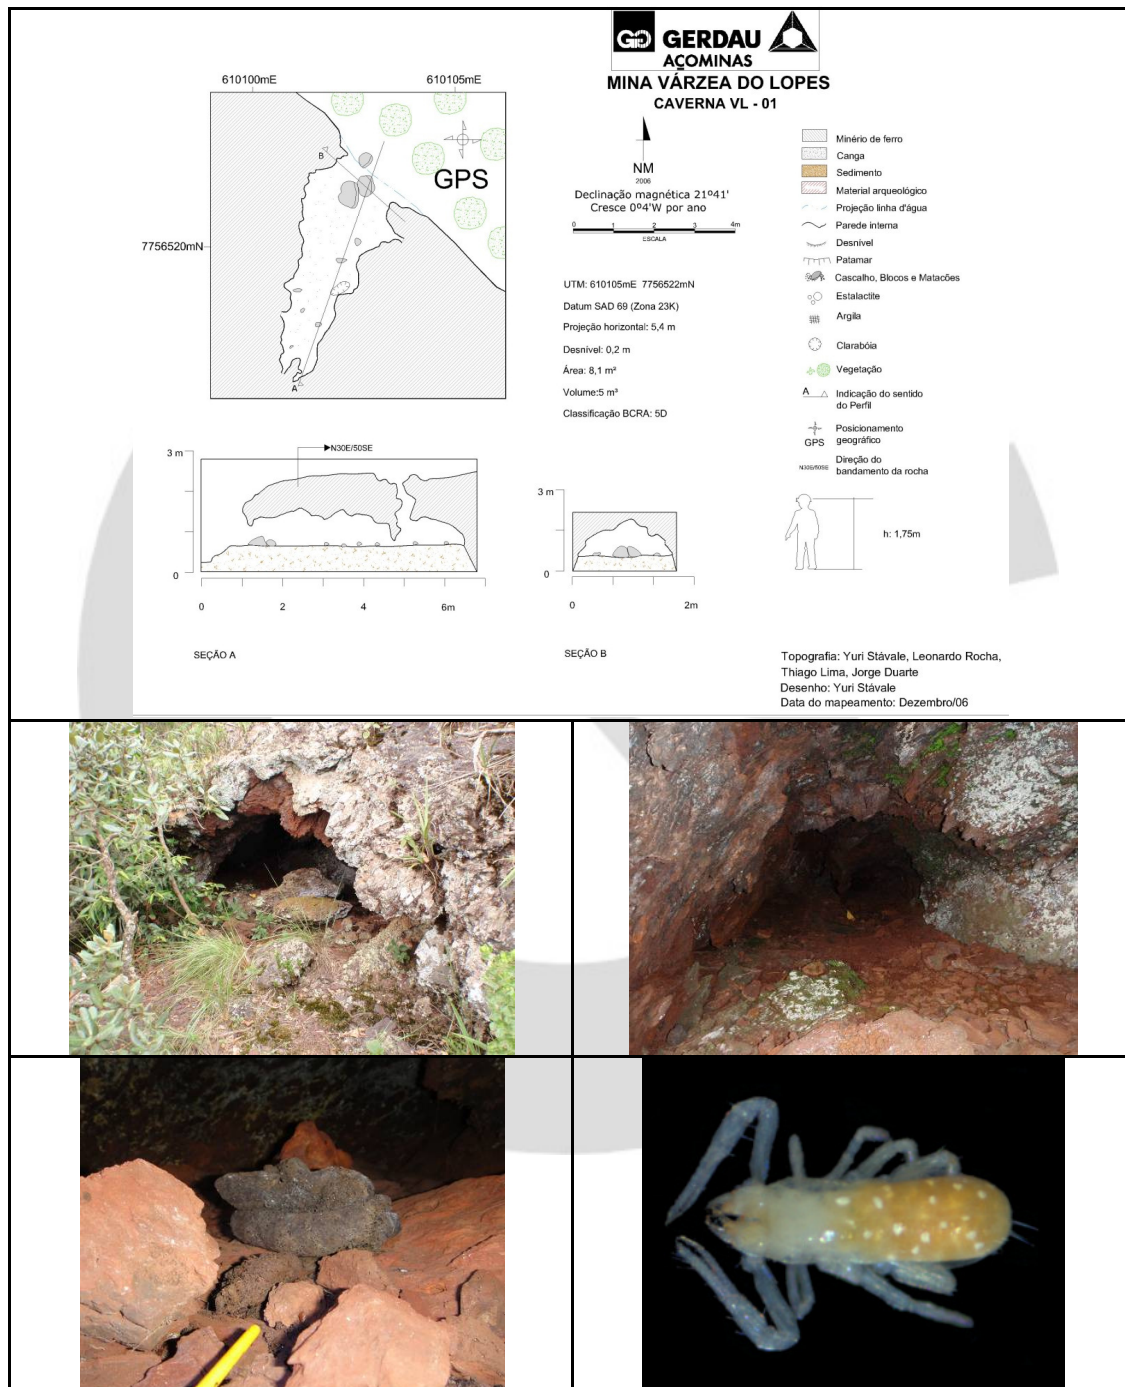 GERDAU
AÇOMINAS
MINA VÁRZEA DO LOPES
CAVERNA VL - 01
610100mE
610105mE
7756520mN
B
GPS
A
NM
2006
Declinação magnética 21º41'
Cresce 0º4'W por ano
0 1 2 3 4m
ESCALA
UTM: 610105mE 7756522mN
Datum SAD 69 (Zona 23K)
Projeção horizontal: 5,4 m
Desnível: 0,2 m
Área: 8,1 m²
Volume:5 m³
Classificação BCRA: 5D
Minério de ferro
Canga
Sedimento
Material arqueológico
Projeção linha d'água
Parede interna
Desnível
Patamar
Cascalho, Blocos e Matacões
Estalactite
Argila
Clarabóia
Vegetação
A
Indicação do sentido
do Perfil
GPS
Posicionamento
geográfico
N30E/50SE
Direção do
bandamento da rocha
h: 1,75m
3 m
0
N30E/50SE
0 2 4 6m
SEÇÃO A
3 m
0
0 2m
SEÇÃO B
Topografia: Yuri Stávale, Leonardo Rocha,
Thiago Lima, Jorge Duarte
Desenho: Yuri Stávale
Data do mapeamento: Dezembro/06